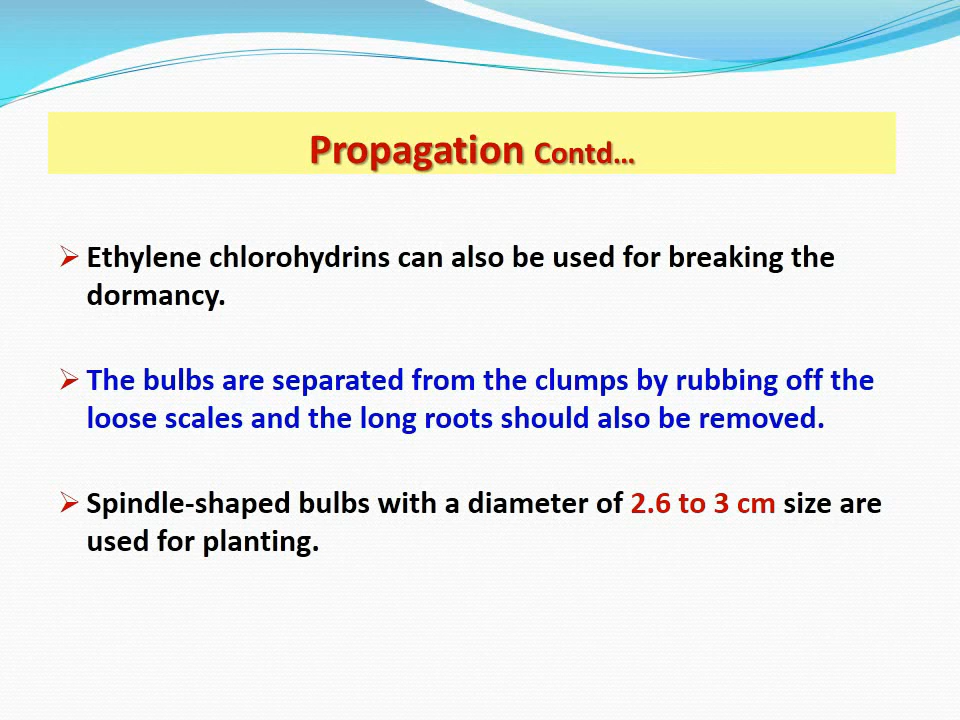 Propagation Contd...
Ethylene chlorohydrins can also be used for breaking the
dormancy.
The bulbs are separated from the clumps by rubbing off the
loose scales and the long roots should also be removed.
Spindle-shaped bulbs with a diameter of 2.6 to 3 cm size are
used for planting.